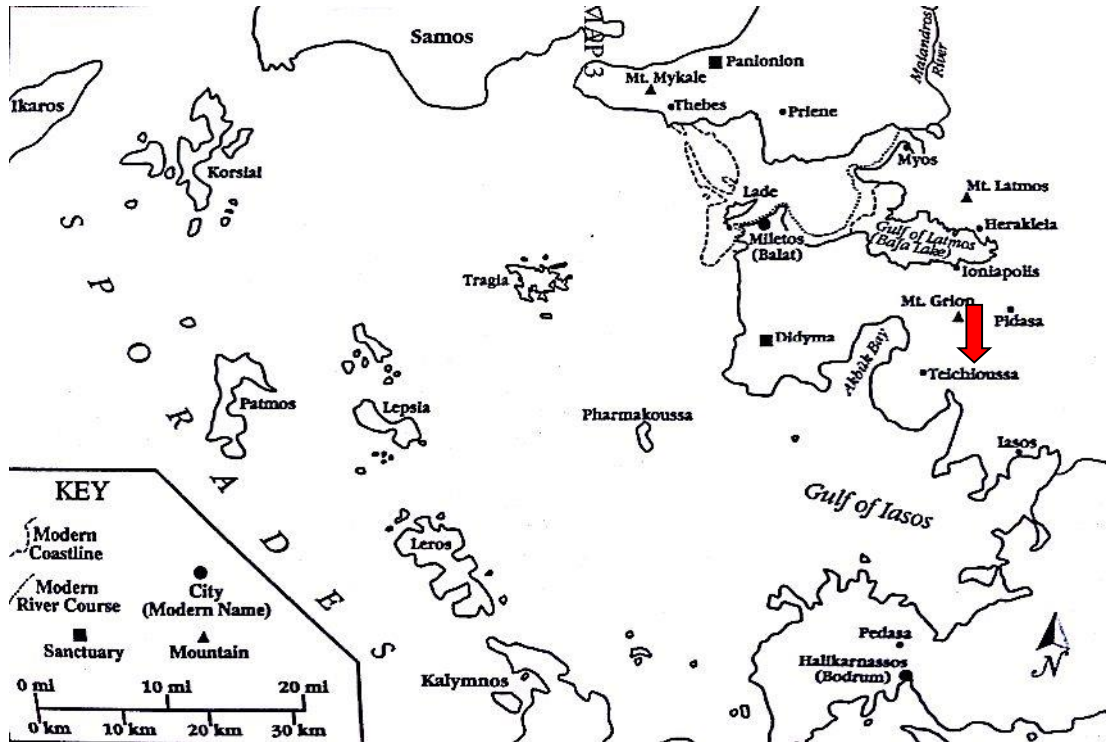 Samos
MAP 3
Panionion
Mt. Mykale
Thebes
Priene
Maiandros
River
Ikaros
Korsiai
Myos
Mt. Latmos
Lade
Herakleia
Miletos
(Balat)
Gulf of Latmos
(Bafa Lake)
Ioniapolis
Tragia
Mt. Grion
Pidasa
Didyma
Akbük Bay
Teichioussa
Patmos
Lepsia
Pharmakoussa
Iasos
Gulf of Iasos
SPORADES
Leros
Kalymnos
Pedasa
Halikarnassos
(Bodrum)
N
KEY
Modern
Coastline
Modern
River Course
City
(Modern Name)
Sanctuary
Mountain
0 mi 10 mi 20 mi
0 km 10 km 20 km 30 km